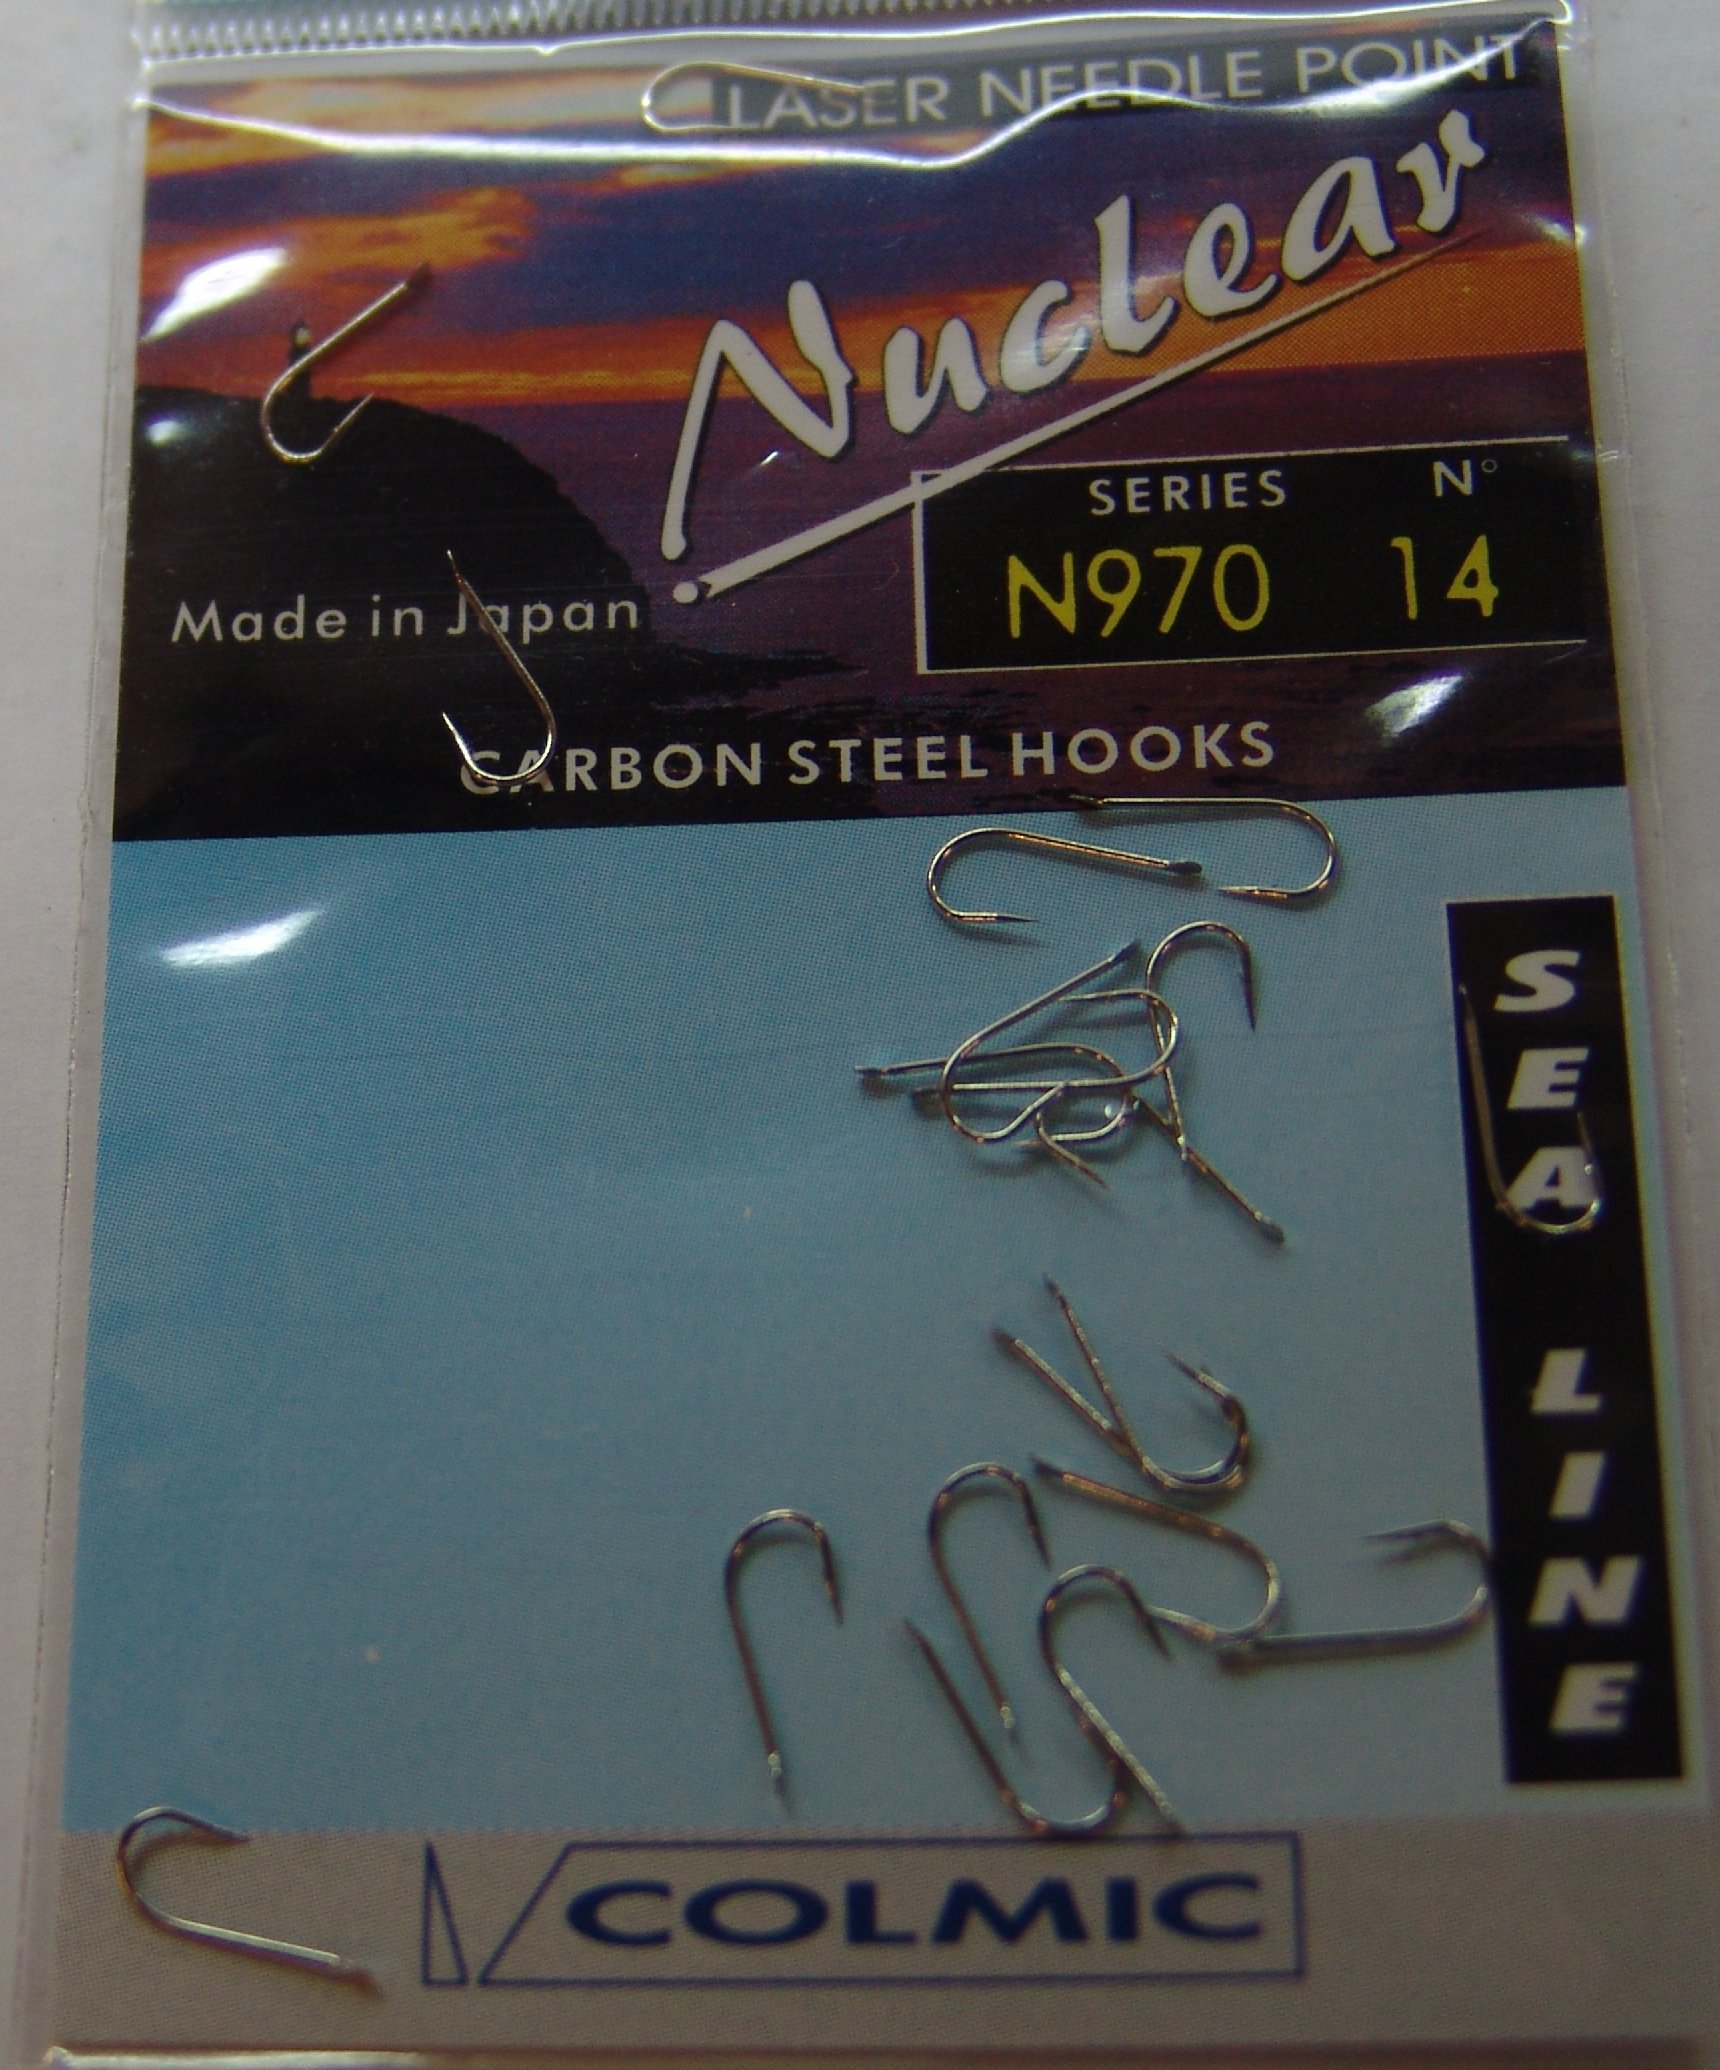 LASER NEEDLE POINT
Nuclear
SERIES N°
N970 14
Made in Japan
CARBON STEEL HOOKS
SEA LINE
COLMIC